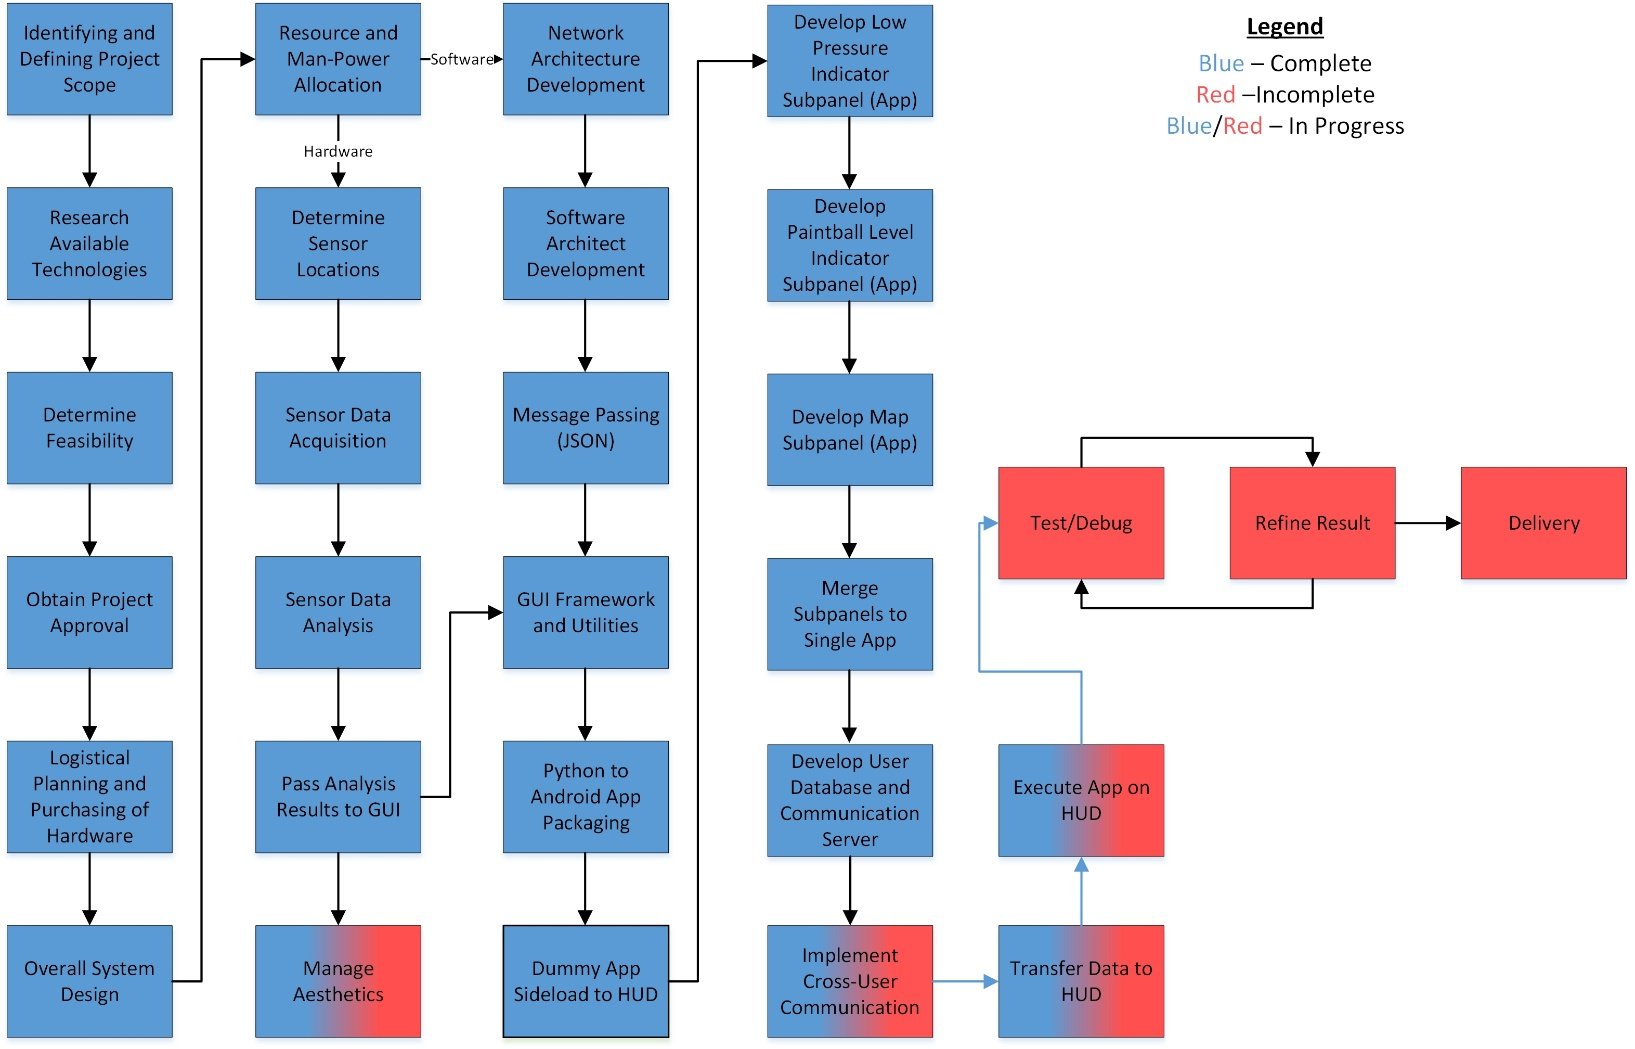 Identifying and
Defining Project
Scope
Research
Available
Technologies
Determine
Feasibility
Obtain Project
Approval
Logistical
Planning and
Purchasing of
Hardware
Overall System
Design
Resource and
Man-Power
Allocation
Software
Hardware
Determine
Sensor
Locations
Sensor Data
Acquisition
Sensor Data
Analysis
Pass Analysis
Results to GUI
Manage
Aesthetics
Network
Architecture
Development
Software
Architect
Development
Message Passing
(JSON)
GUI Framework
and Utilities
Python to
Android App
Packaging
Dummy App
Sideload to HUD
Develop Low
Pressure
Indicator
Subpanel (App)
Develop
Paintball Level
Indicator
Subpanel (App)
Develop Map
Subpanel (App)
Merge
Subpanels to
Single App
Develop User
Database and
Communication
Server
Implement
Cross-User
Communication
Transfer Data to
HUD
Execute App on
HUD
Test/Debug
Refine Result
Delivery
Legend
Blue – Complete
Red –Incomplete
Blue/Red – In Progress